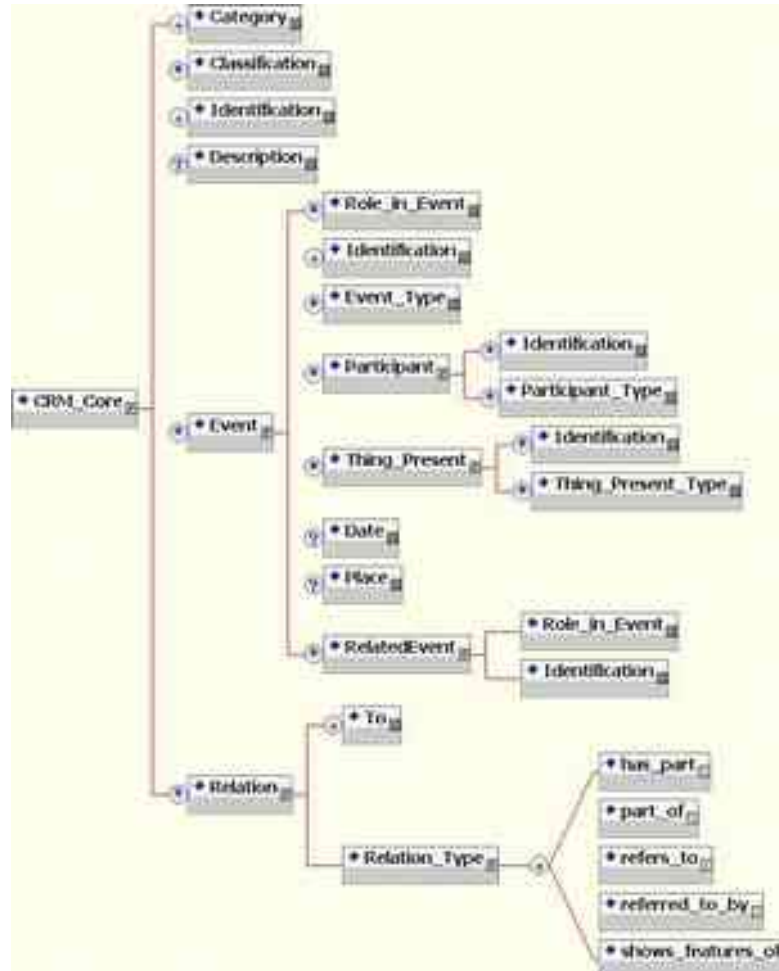 Category
Classification
Identification
Description
Role_in_Event
Identification
Event_Type
Participant
Identification
Participant_Type
CRM_Core
Event
Thing_Present
Identification
Thing_Present_Type
Date
Place
RelatedEvent
Role_in_Event
Identification
Relation
To
Relation_Type
has_part
part_of
refers_to
referred_to_by
shows_features_of